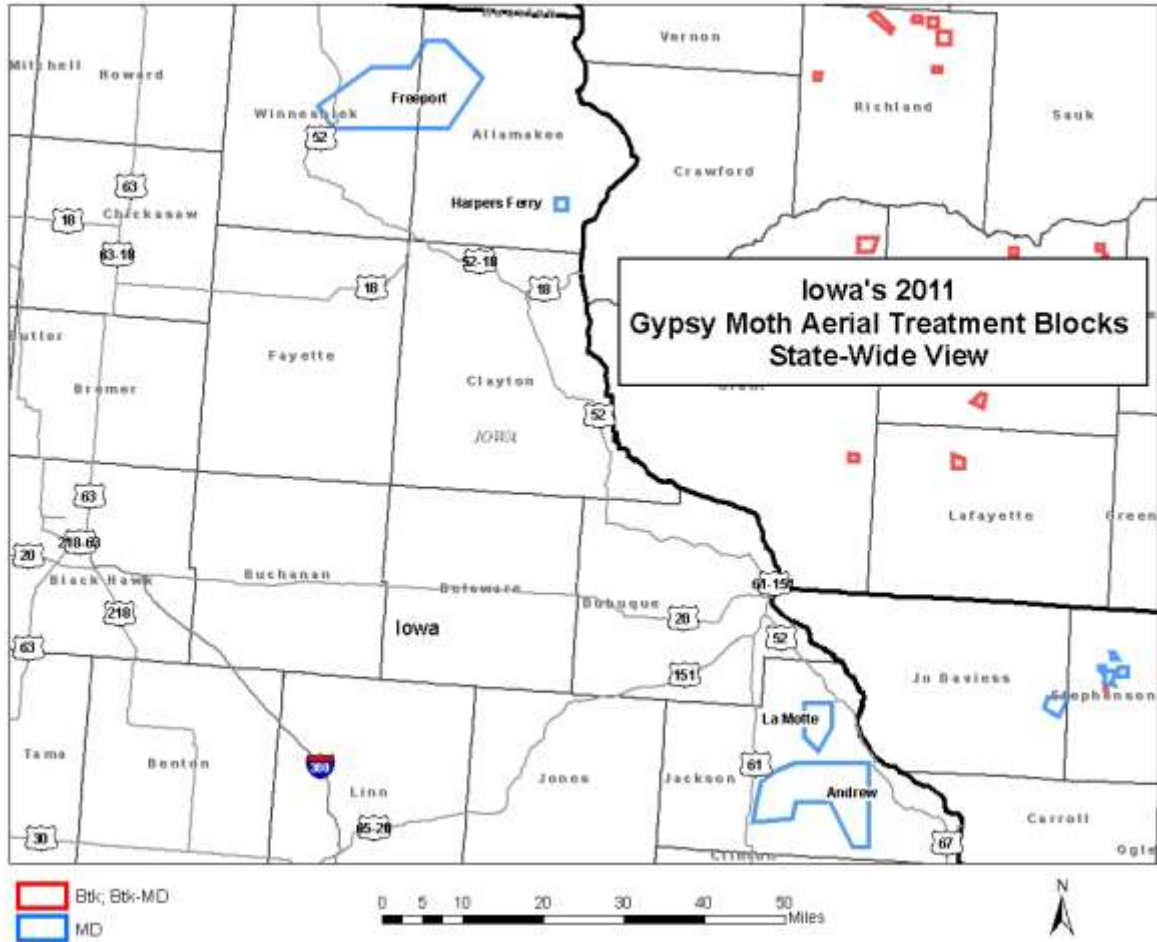 Houston
Vernon
Mitchell
Howard
Richland
Sauk
Freeport
Winneshiek
52
Allamakee
Crawford
63
Harpers Ferry
18
Chickasaw
63-18
52-18
18
18
Iowa's 2011
Gypsy Moth Aerial Treatment Blocks
State-Wide View
Butler
Fayette
Bremer
Clayton
52
IOWA
63
Lafayette
Green
218-63
20
Black Hawk
Buchanan
Delaware
Dubuque
61-151
218
20
Iowa
52
63
151
Jo Daviess
Stephenson
La Motte
Tama
Benton
61
380
Linn
Jones
Jackson
Andrew
30
67
Carroll
Clinton
Ogle
Btk; Btk-MD
MD
0 5 10 20 30 40 50
Miles
N